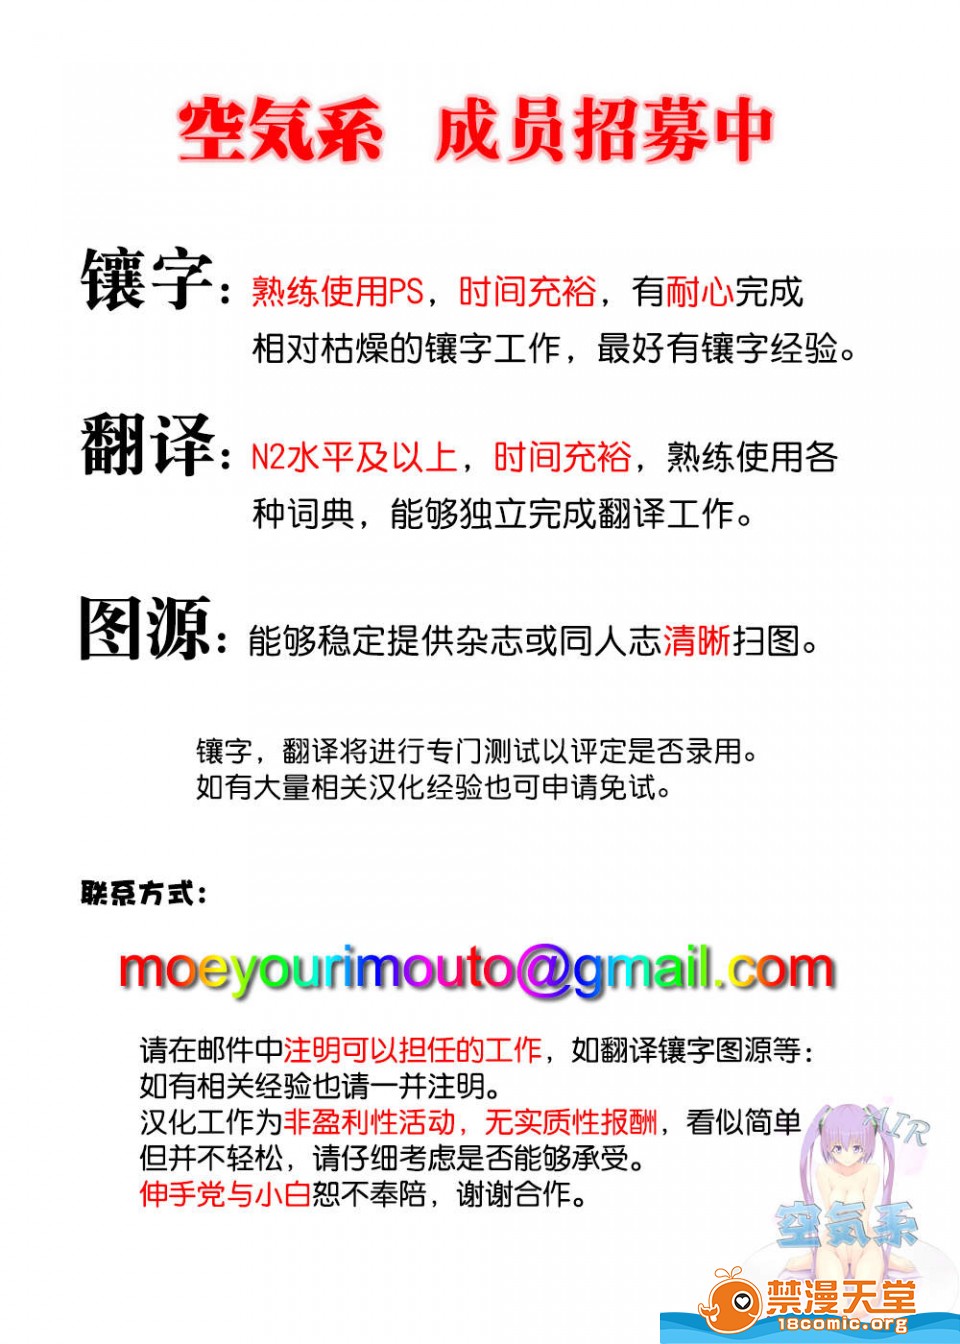 空気系 成员招募中
镶字：熟练使用PS，时间充裕，有耐心完成
相对枯燥的镶字工作，最好有镶字经验。
翻译：N2水平及以上，时间充裕，熟练使用各
种词典，能够独立完成翻译工作。
图源：能够稳定提供杂志或同人志清晰扫图。
镶字，翻译将进行专门测试以评定是否录用。
如有大量相关汉化经验也可申请免试。
联系方式：
moeyourimouto@gmail.com
请在邮件中注明可以担任的工作，如翻译镶字图源等：
如有相关经验也请一并注明。
汉化工作为非盈利性活动，无实质性报酬，看似简单
但并不轻松，请仔细考虑是否能够承受。
伸手党与小白恕不奉陪，谢谢合作。
AIR
空気系
禁漫天堂
18comic.org